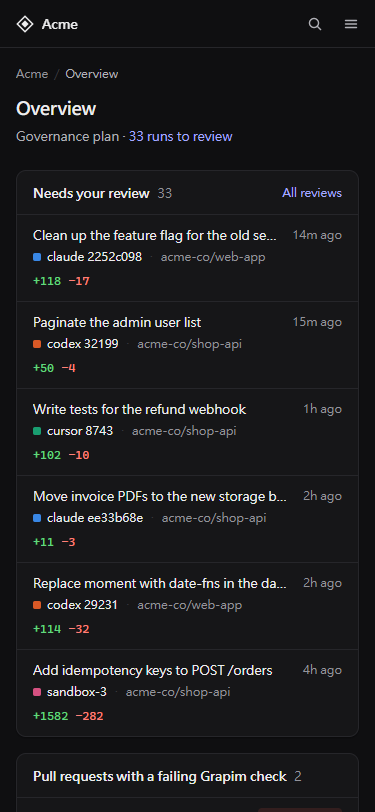 Acme
Acme / Overview
Overview
Governance plan · 33 runs to review
Needs your review 33 All reviews
Clean up the feature flag for the old se... 14m ago
claude 2252c098 · acme-co/web-app
+118 −17
Paginate the admin user list 15m ago
codex 32199 · acme-co/shop-api
+50 −4
Write tests for the refund webhook 1h ago
cursor 8743 · acme-co/shop-api
+102 −10
Move invoice PDFs to the new storage b... 2h ago
claude ee33b68e · acme-co/shop-api
+11 −3
Replace moment with date-fns in the da... 2h ago
codex 29231 · acme-co/web-app
+114 −32
Add idempotency keys to POST /orders 4h ago
sandbox-3 · acme-co/shop-api
+1582 −282
Pull requests with a failing Grapim check 2